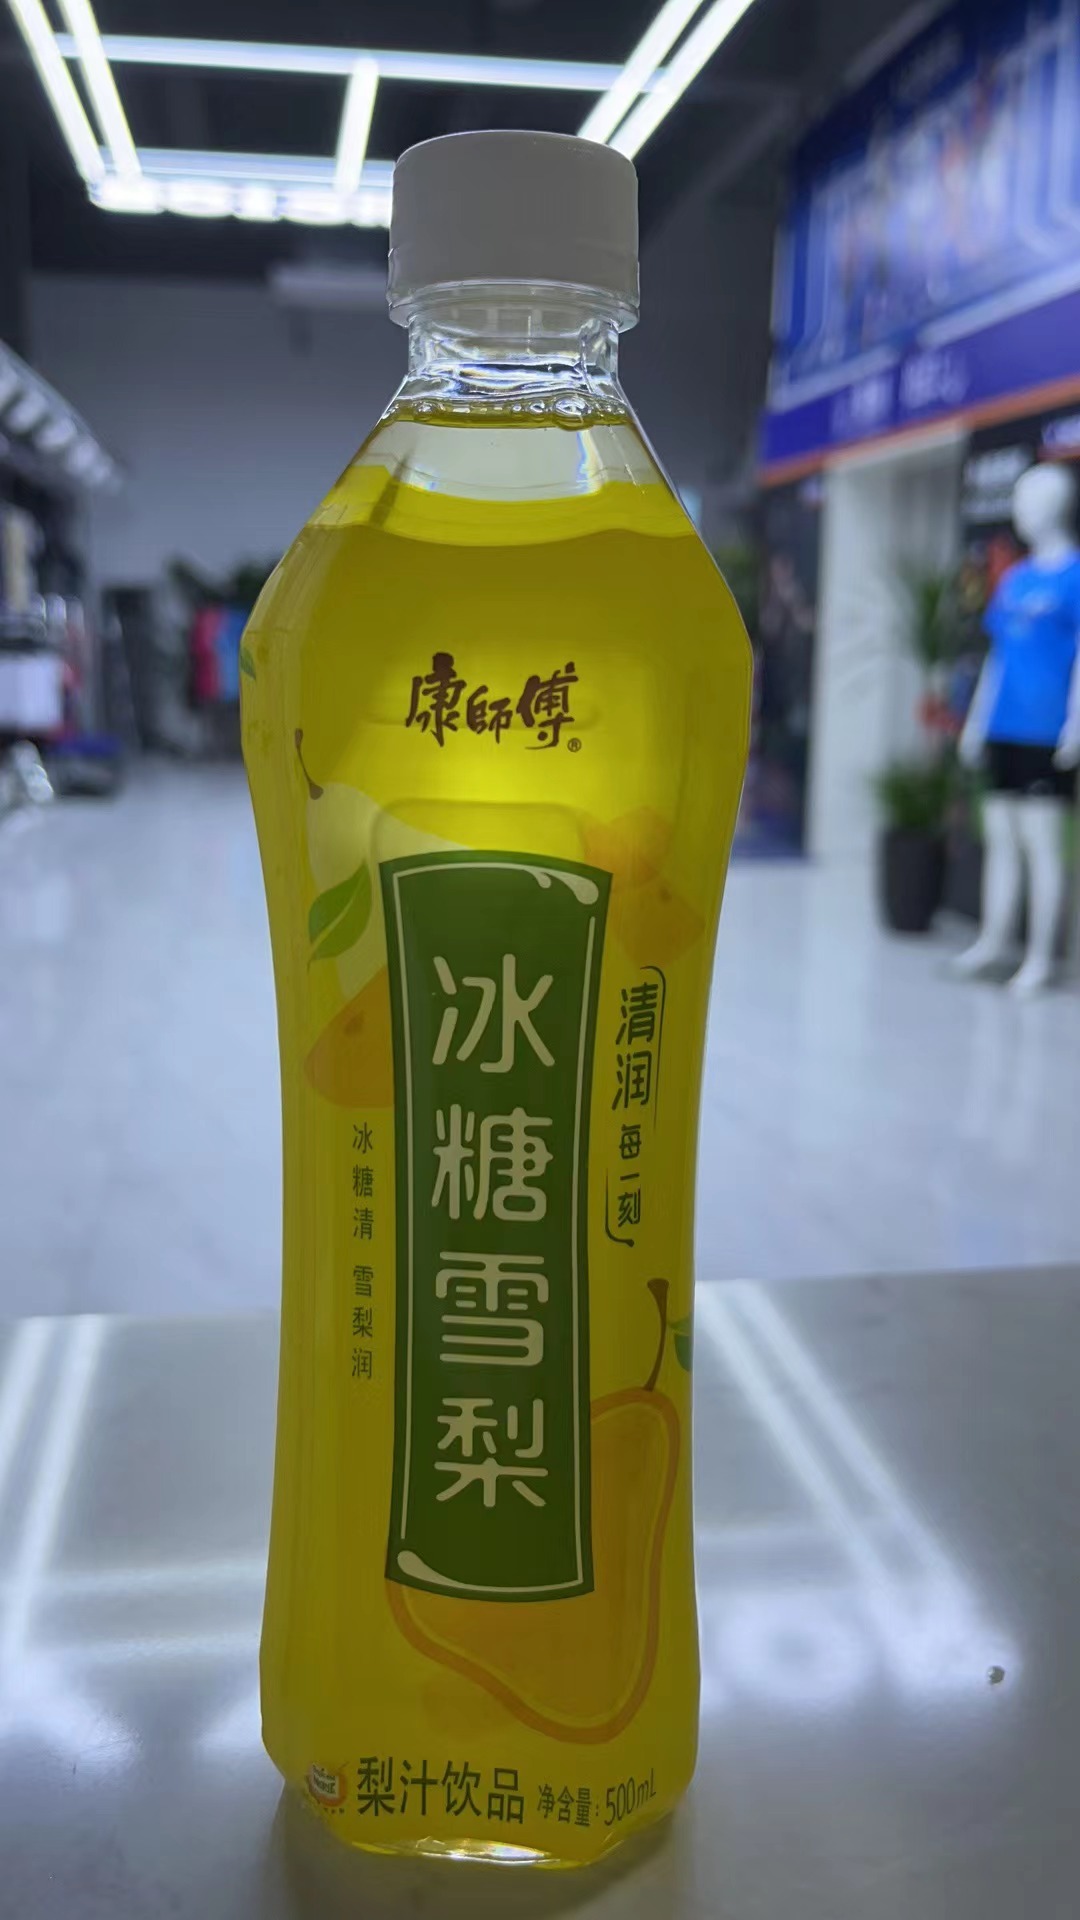 康師傅®
冰糖雪梨
清润每一刻
冰糖清 雪梨润
梨汁饮品 净含量:500mL